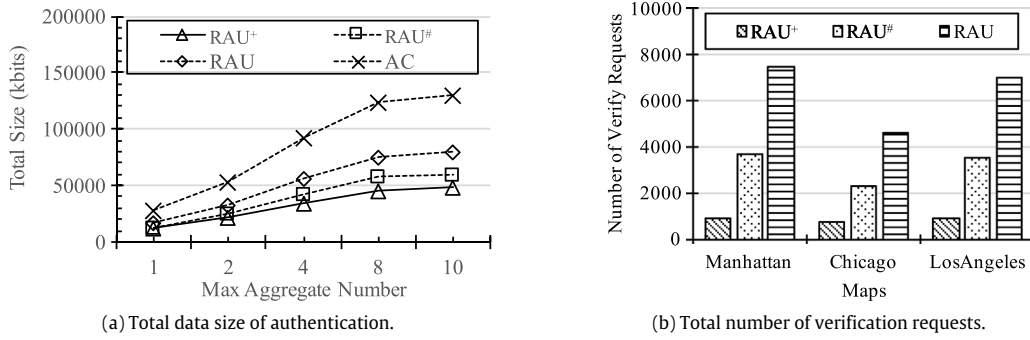 200000
150000
100000
50000
0
Total Size (kbits)
RAU⁺
RAU#
RAU
AC
1 2 4 8 10
Max Aggregate Number
(a) Total data size of authentication.
10000
8000
6000
4000
2000
0
Number of Verify Requests
RAU⁺ RAU# RAU
Manhattan Chicago LosAngeles
Maps
(b) Total number of verification requests.